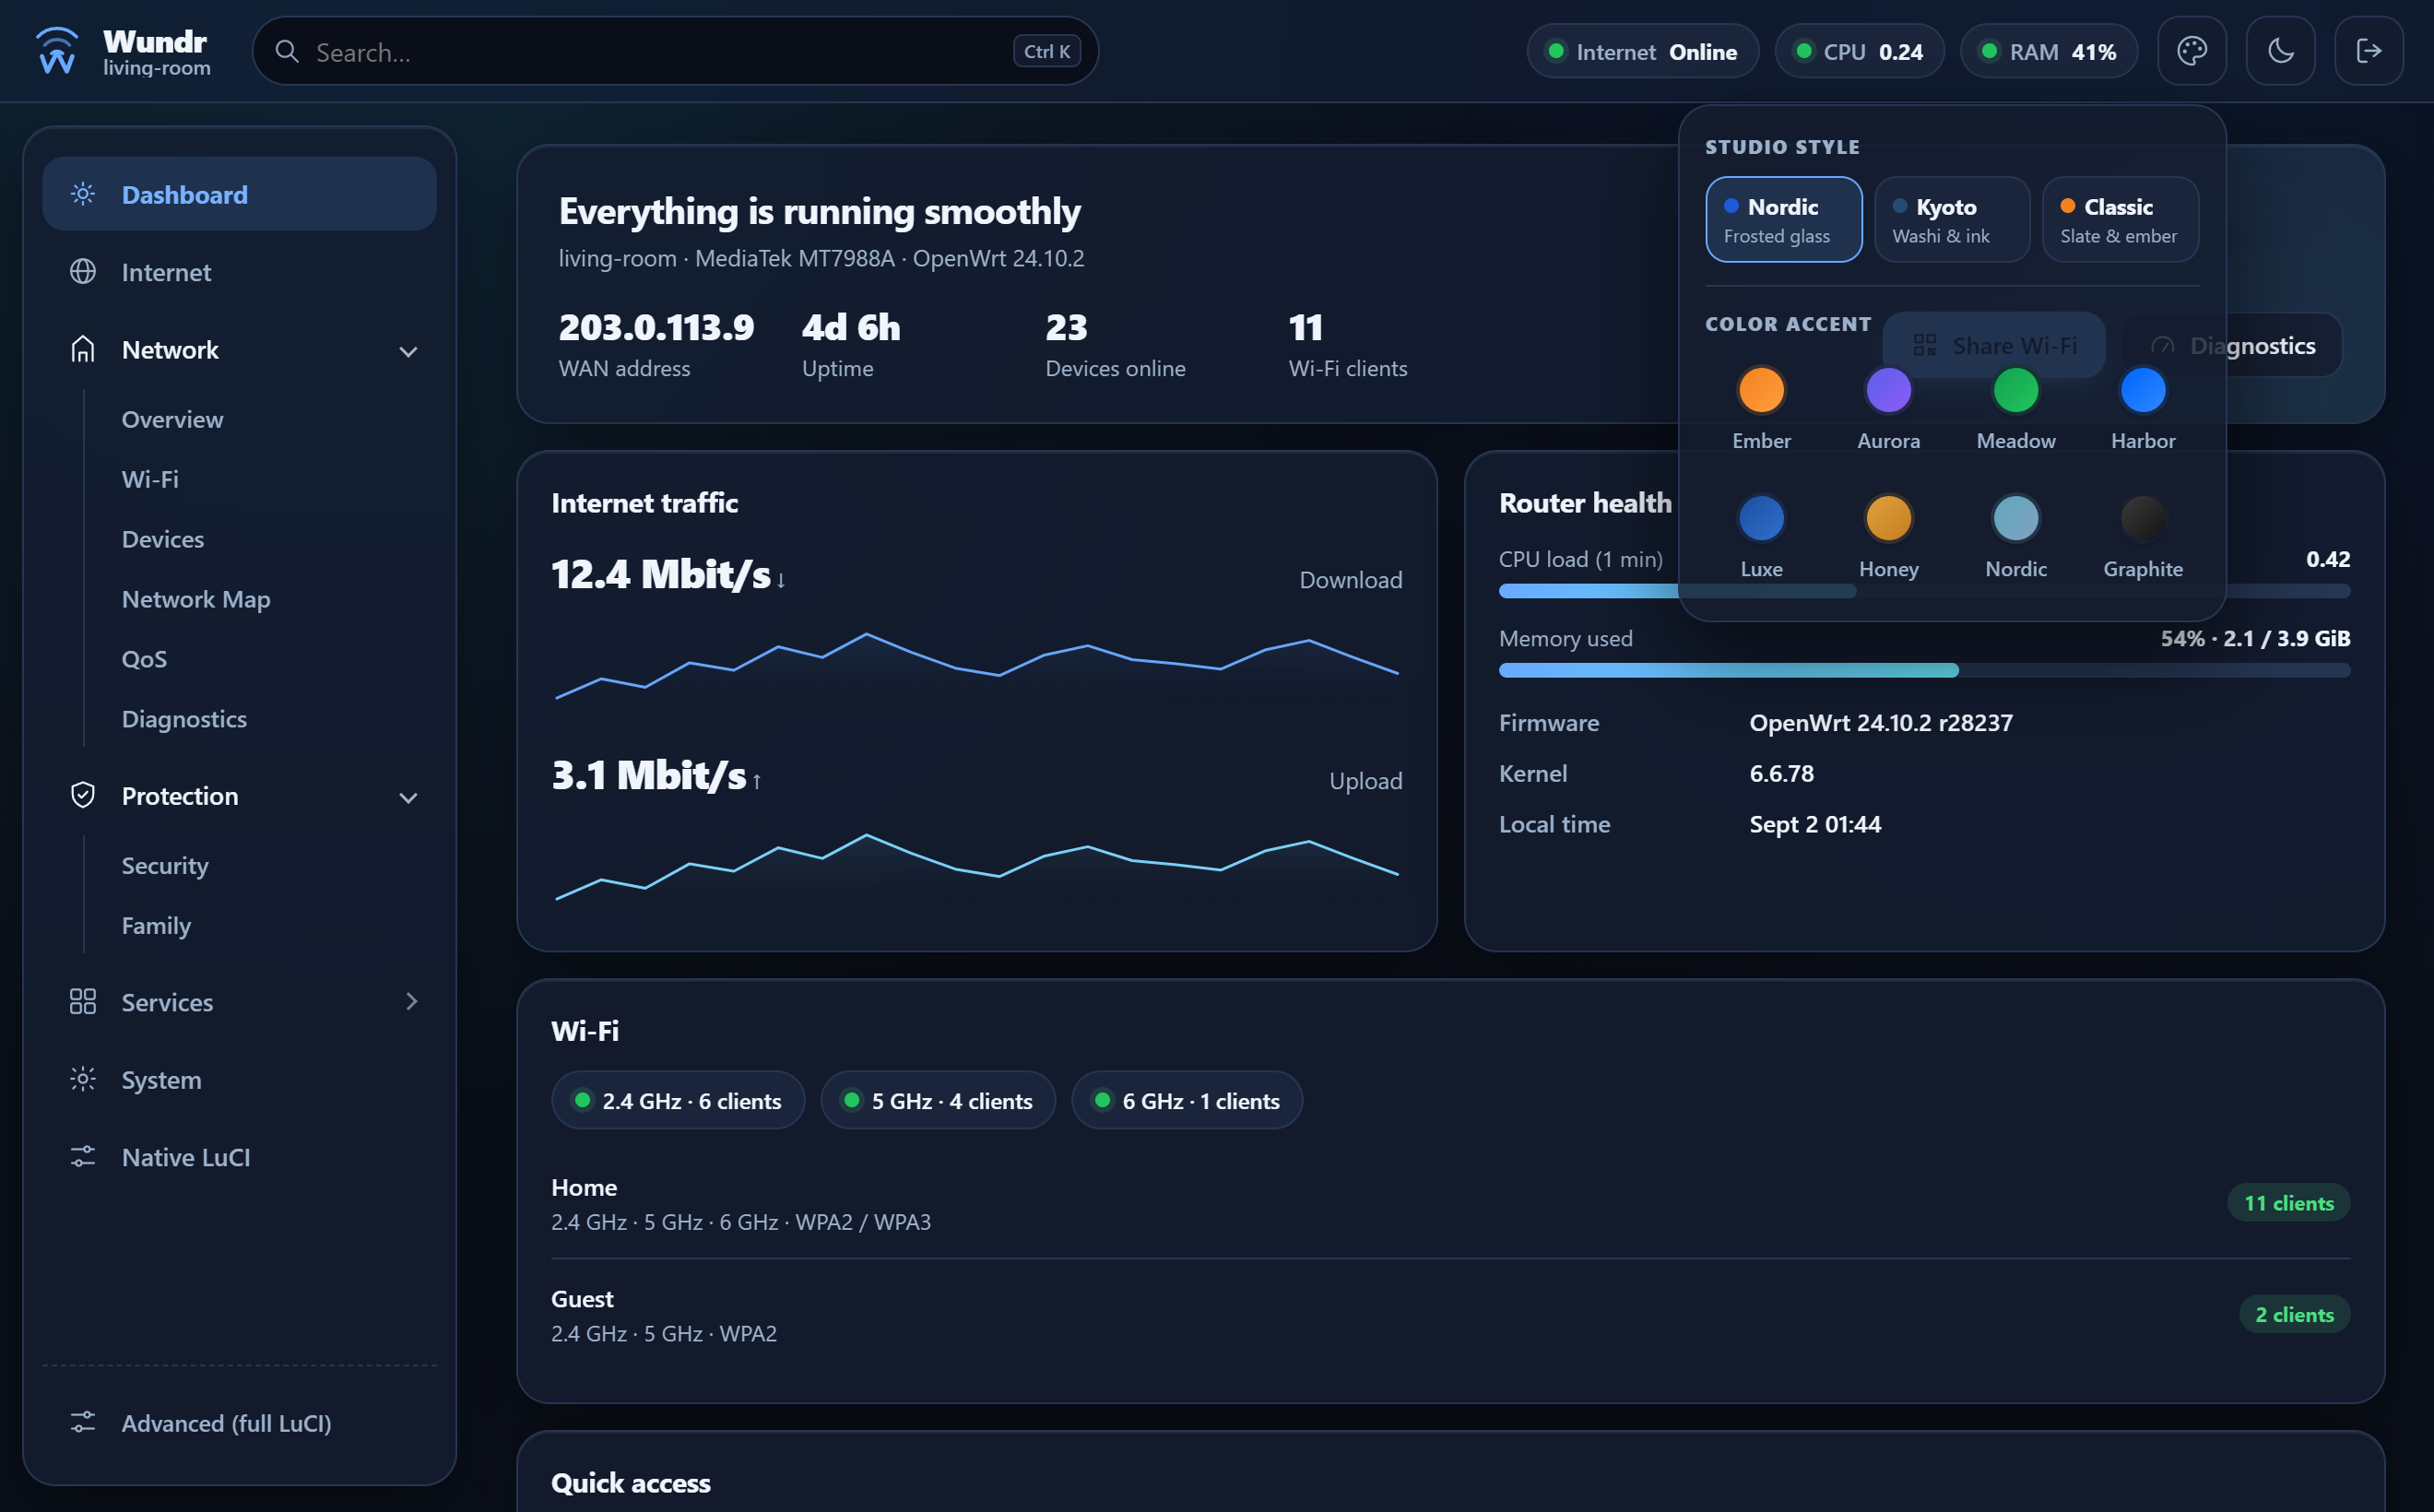 Wundr
living-room
Search...
Ctrl K
Internet Online
CPU 0.24
RAM 41%
Dashboard
Internet
Network
Overview
Wi-Fi
Devices
Network Map
QoS
Diagnostics
Protection
Security
Family
Services
System
Native LuCI
Advanced (full LuCI)
Everything is running smoothly
living-room · MediaTek MT7988A · OpenWrt 24.10.2
203.0.113.9
WAN address
4d 6h
Uptime
23
Devices online
11
Wi-Fi clients
Share Wi-Fi
Diagnostics
STUDIO STYLE
Nordic
Frosted glass
Kyoto
Washi & ink
Classic
Slate & ember
COLOR ACCENT
Ember
Aurora
Meadow
Harbor
Luxe
Honey
Nordic
Graphite
Internet traffic
12.4 Mbit/s ↓
Download
3.1 Mbit/s ↑
Upload
Router health
CPU load (1 min)
0.42
Memory used
54% · 2.1 / 3.9 GiB
Firmware
OpenWrt 24.10.2 r28237
Kernel
6.6.78
Local time
Sept 2 01:44
Wi-Fi
2.4 GHz · 6 clients
5 GHz · 4 clients
6 GHz · 1 clients
Home
2.4 GHz · 5 GHz · 6 GHz · WPA2 / WPA3
11 clients
Guest
2.4 GHz · 5 GHz · WPA2
2 clients
Quick access